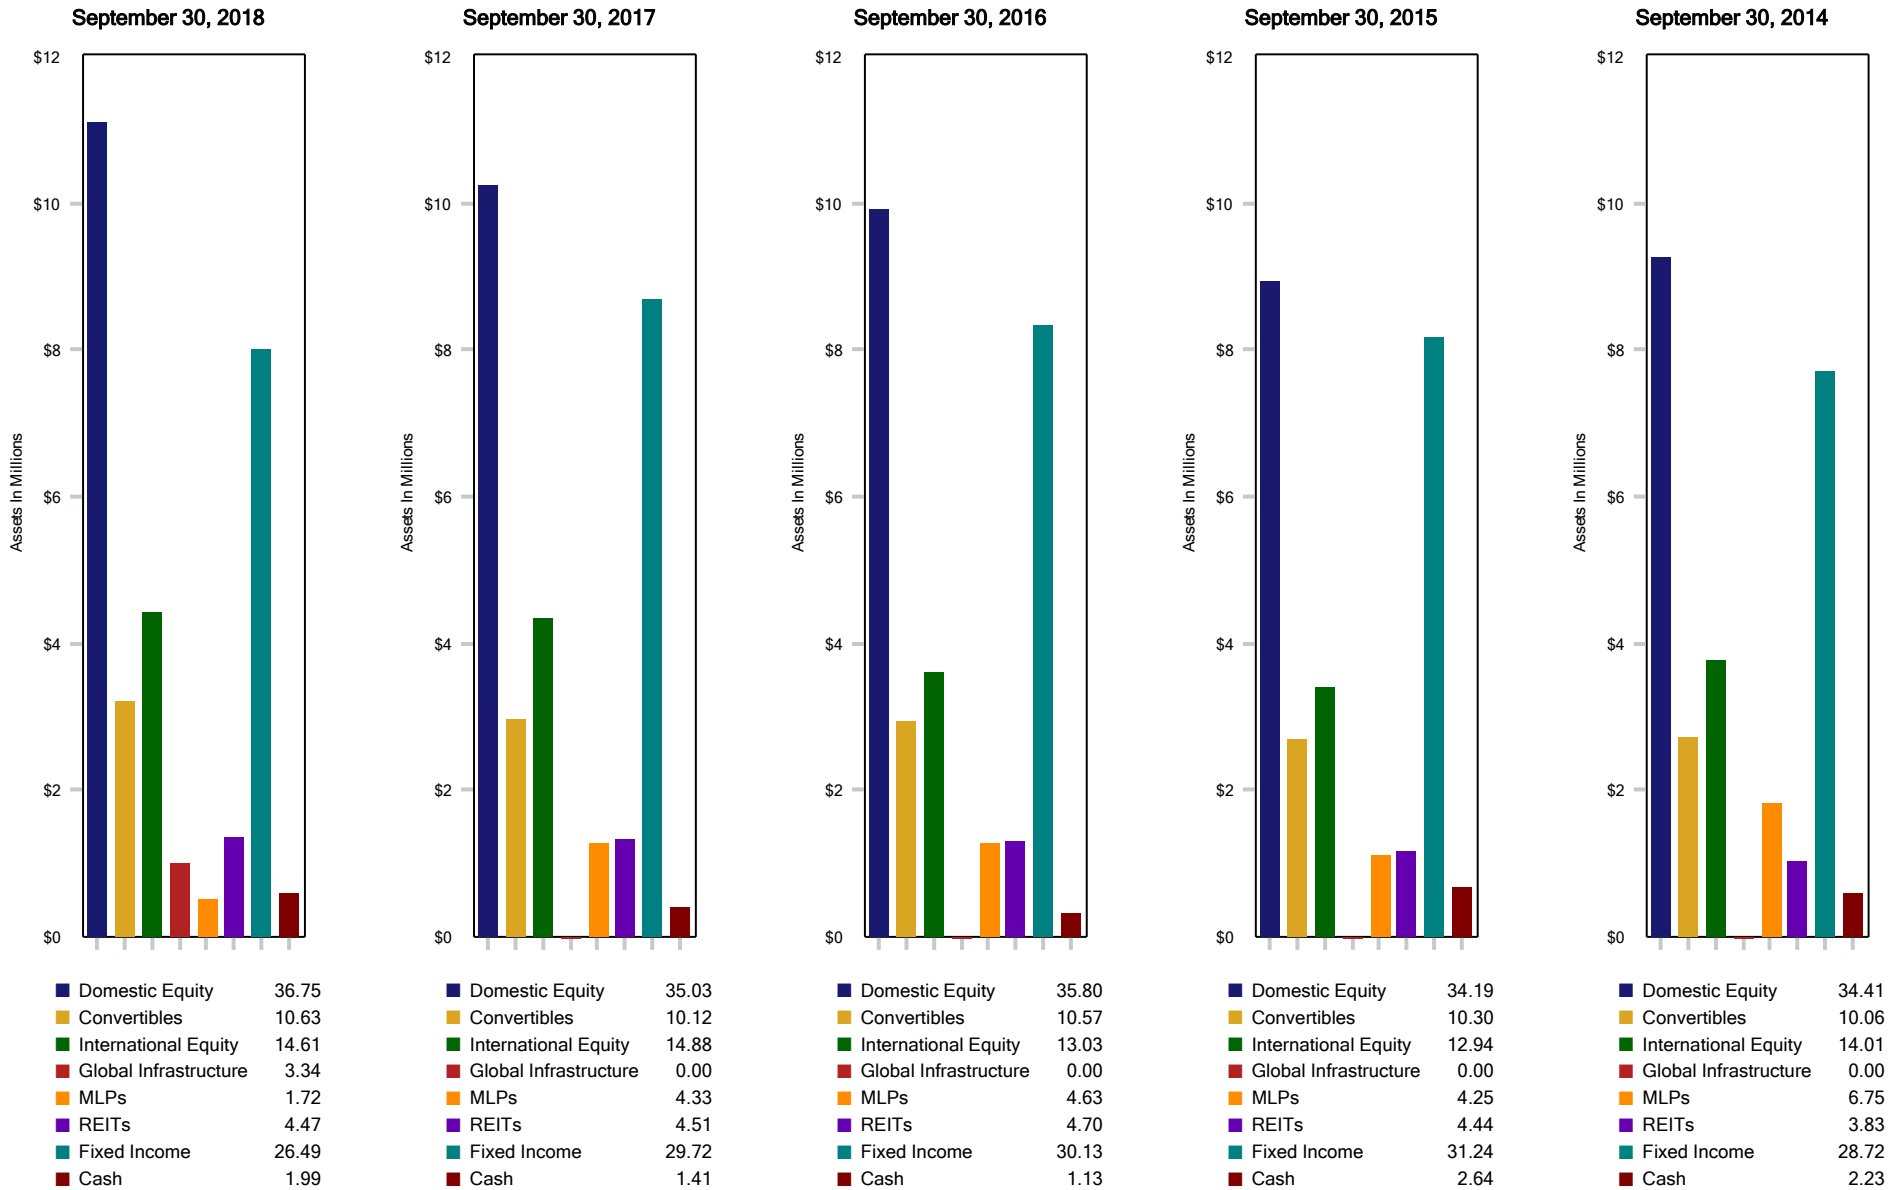 September 30, 2018
$12
$10
$8
$6
$4
$2
$0
Assets In Millions
Domestic Equity 36.75
Convertibles 10.63
International Equity 14.61
Global Infrastructure 3.34
MLPs 1.72
REITs 4.47
Fixed Income 26.49
Cash 1.99
September 30, 2017
$12
$10
$8
$6
$4
$2
$0
Assets In Millions
Domestic Equity 35.03
Convertibles 10.12
International Equity 14.88
Global Infrastructure 0.00
MLPs 4.33
REITs 4.51
Fixed Income 29.72
Cash 1.41
September 30, 2016
$12
$10
$8
$6
$4
$2
$0
Assets In Millions
Domestic Equity 35.80
Convertibles 10.57
International Equity 13.03
Global Infrastructure 0.00
MLPs 4.63
REITs 4.70
Fixed Income 30.13
Cash 1.13
September 30, 2015
$12
$10
$8
$6
$4
$2
$0
Assets In Millions
Domestic Equity 34.19
Convertibles 10.30
International Equity 12.94
Global Infrastructure 0.00
MLPs 4.25
REITs 4.44
Fixed Income 31.24
Cash 2.64
September 30, 2014
$12
$10
$8
$6
$4
$2
$0
Assets In Millions
Domestic Equity 34.41
Convertibles 10.06
International Equity 14.01
Global Infrastructure 0.00
MLPs 6.75
REITs 3.83
Fixed Income 28.72
Cash 2.23